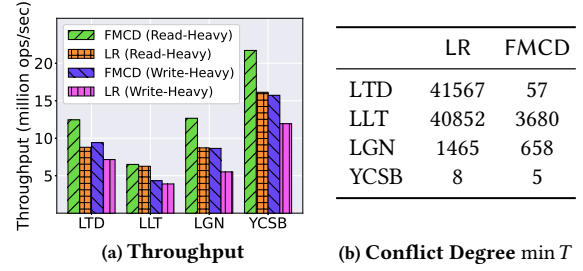 Throughput (million ops/sec)
20
15
10
5
FMCD (Read-Heavy)
LR (Read-Heavy)
FMCD (Write-Heavy)
LR (Write-Heavy)
LTD LLT LGN YCSB
(a) Throughput
LR FMCD
LTD 41567 57
LLT 40852 3680
LGN 1465 658
YCSB 8 5
(b) Conflict Degree min T